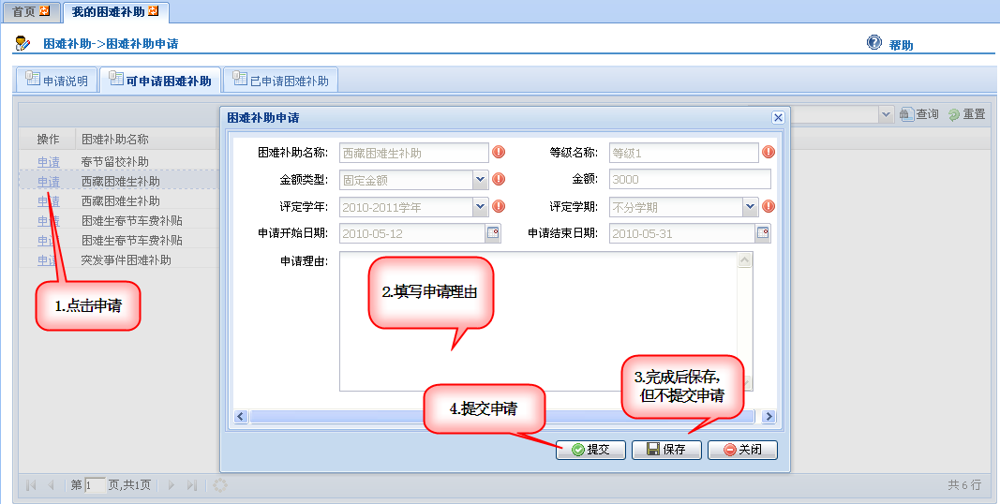 首页 我的困难补助
困难补助->困难补助申请 帮助
申请说明 可申请困难补助 已申请困难补助
查询 重置
操作 困难补助名称
申请 春节留校补助
申请 西藏困难生补助
申请 西藏困难生补助
申请 困难生春节车费补贴
申请 困难生春节车费补贴
申请 突发事件困难补助
1.点击申请
困难补助申请
困难补助名称: 西藏困难生补助 等级名称: 等级1
金额类型: 固定金额 金额: 3000
评定学年: 2010-2011学年 评定学期: 不分学期
申请开始日期: 2010-05-12 申请结束日期: 2010-05-31
申请理由:
2.填写申请理由
3.完成后保存，
但不提交申请
4.提交申请
提交 保存 关闭
第 1 页,共1页 共 6 行